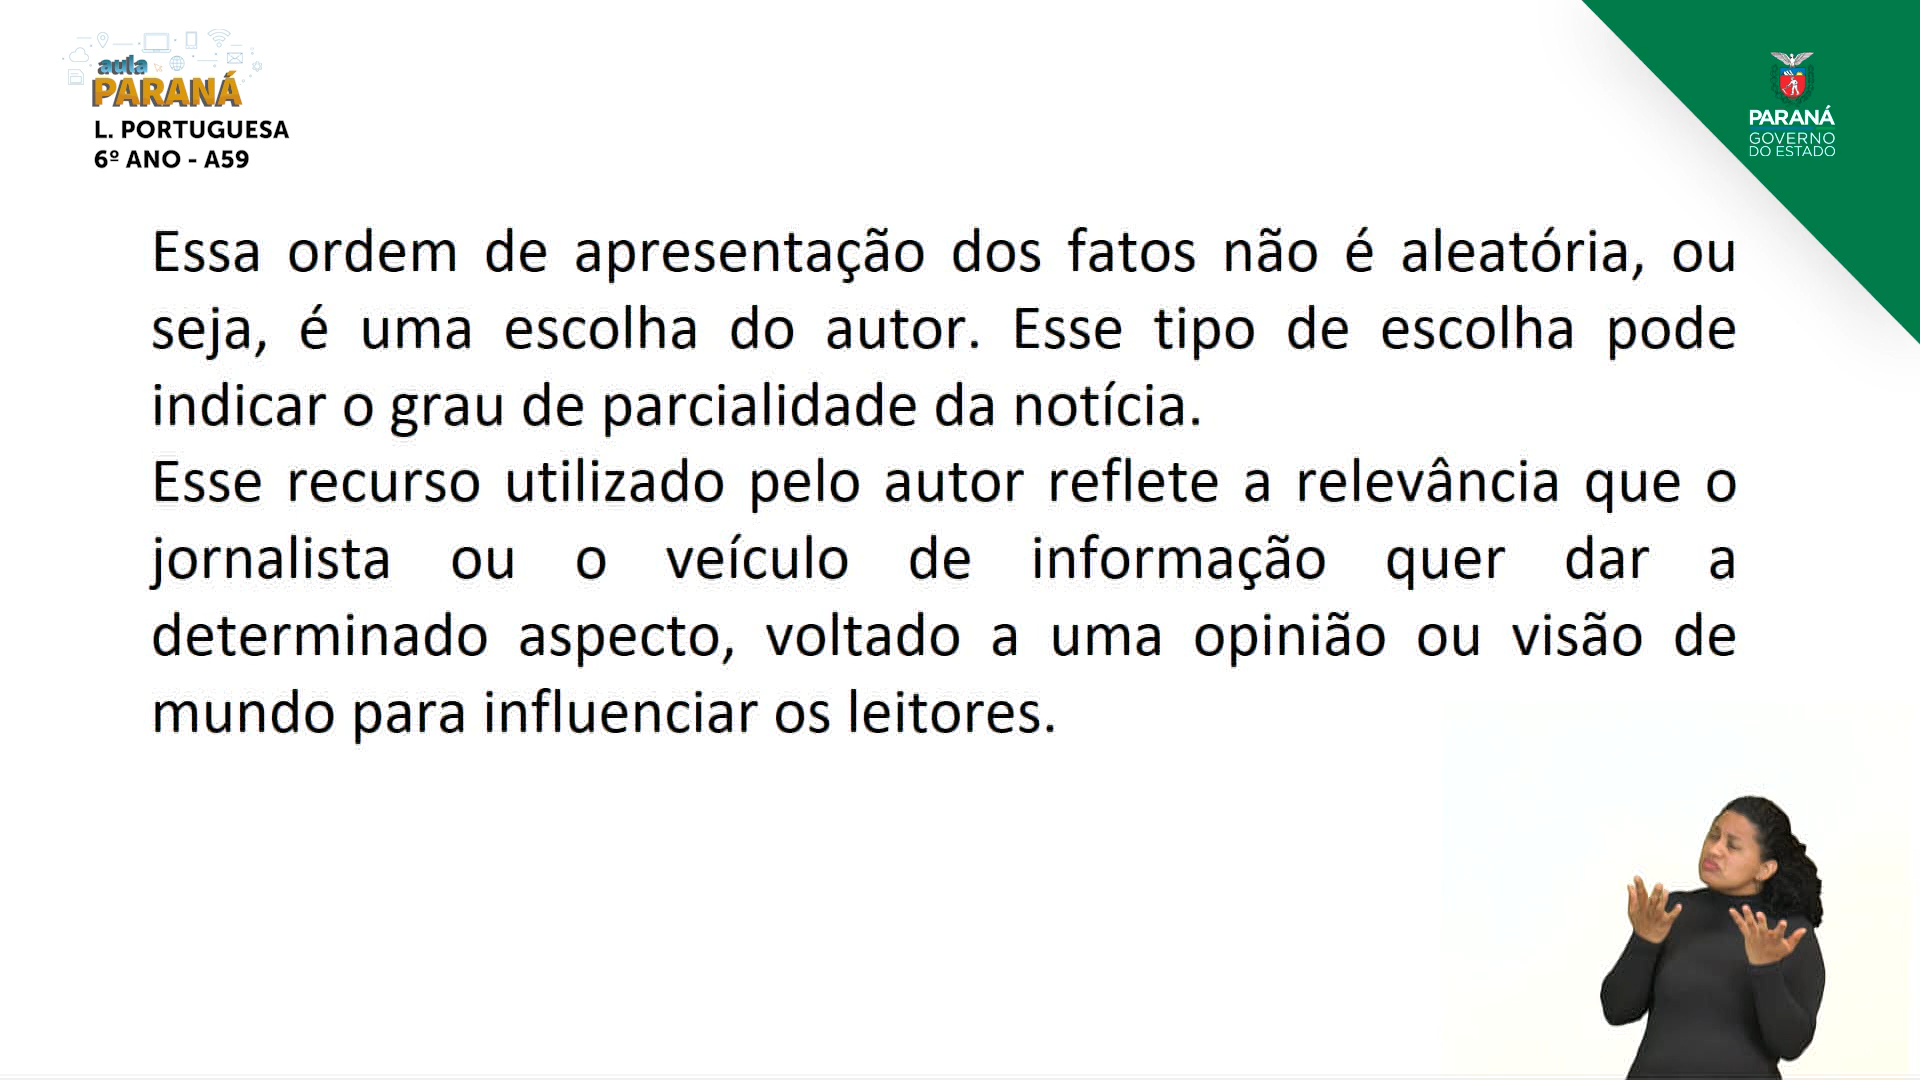 aula
PARANÁ
L. PORTUGUESA
6º ANO - A59
PARANÁ
GOVERNO
DO ESTADO
Essa ordem de apresentação dos fatos não é aleatória, ou
seja, é uma escolha do autor. Esse tipo de escolha pode
indicar o grau de parcialidade da notícia.
Esse recurso utilizado pelo autor reflete a relevância que o
jornalista ou o veículo de informação quer dar a
determinado aspecto, voltado a uma opinião ou visão de
mundo para influenciar os leitores.